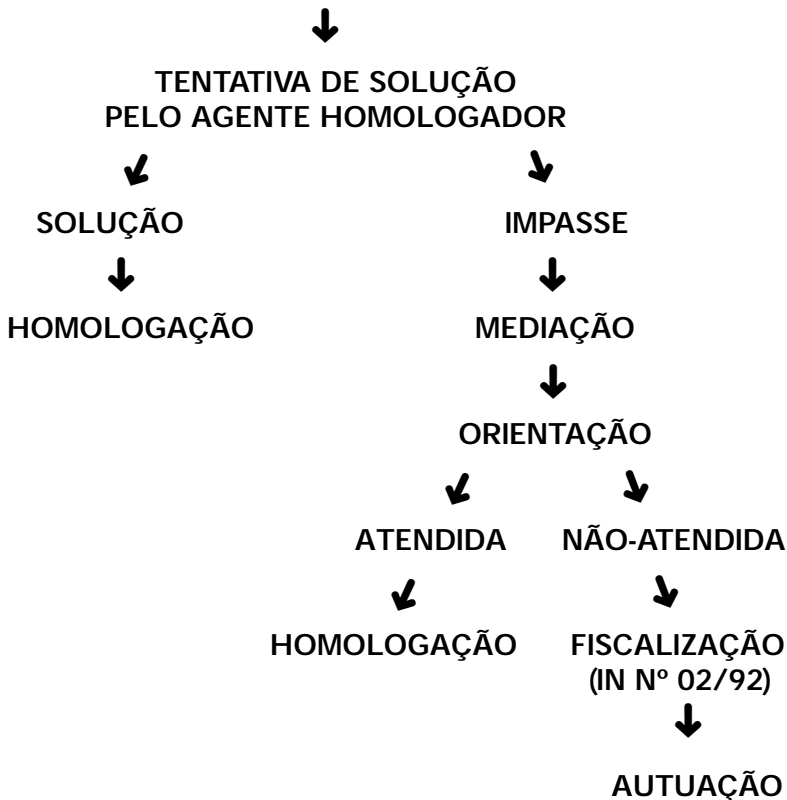 TENTATIVA DE SOLUÇÃO
PELO AGENTE HOMOLOGADOR
SOLUÇÃO
IMPASSE
HOMOLOGAÇÃO
MEDIAÇÃO
ORIENTAÇÃO
ATENDIDA
NÃO-ATENDIDA
HOMOLOGAÇÃO
FISCALIZAÇÃO
(IN Nº 02/92)
AUTUAÇÃO